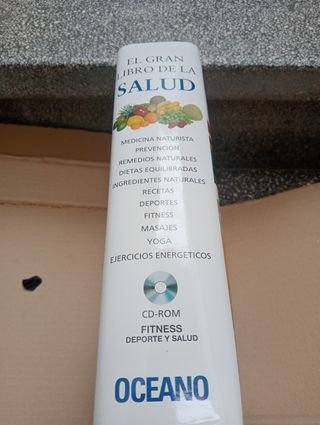 EL GRAN
LIBRO DE LA
SALUD
MEDICINA NATURISTA
PREVENCIÓN
REMEDIOS NATURALES
DIETAS EQUILIBRADAS
INGREDIENTES NATURALES
RECETAS
DEPORTES
FITNESS
MASAJES
YOGA
EJERCICIOS ENERGÉTICOS
CD-ROM
FITNESS
DEPORTE Y SALUD
OCEANO